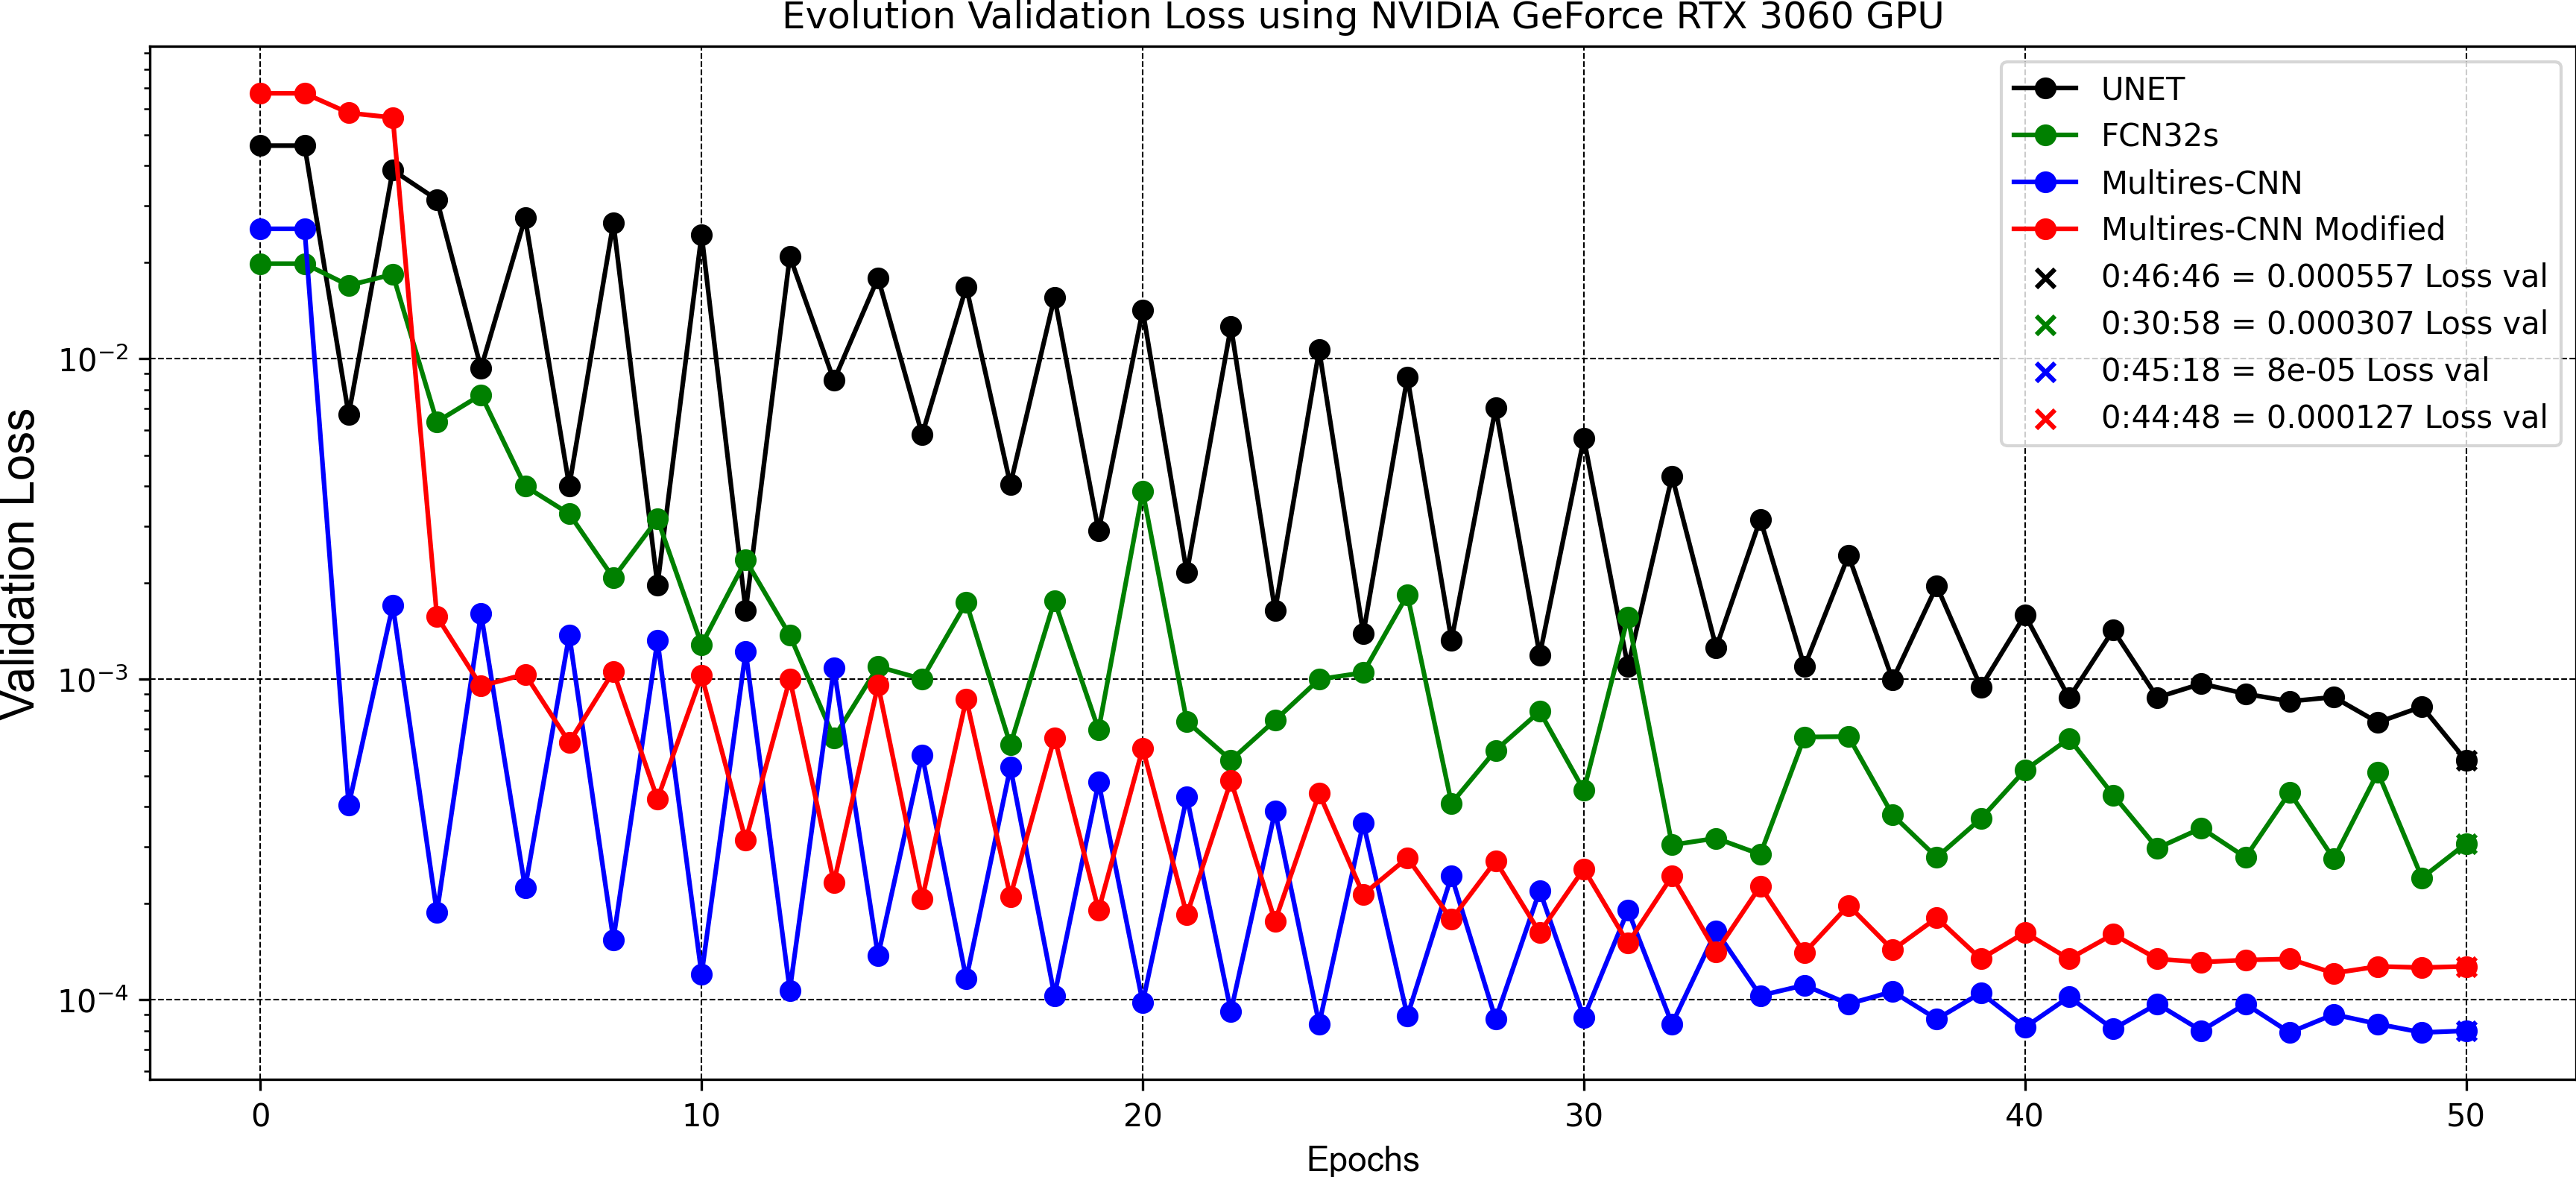 Evolution Validation Loss using NVIDIA GeForce RTX 3060 GPU
UNET
FCN32s
Multires-CNN
Multires-CNN Modified
0:46:46 = 0.000557 Loss val
0:30:58 = 0.000307 Loss val
0:45:18 = 8e-05 Loss val
0:44:48 = 0.000127 Loss val
Validation Loss
10⁻²
10⁻³
10⁻⁴
0 10 20 30 40 50
Epochs